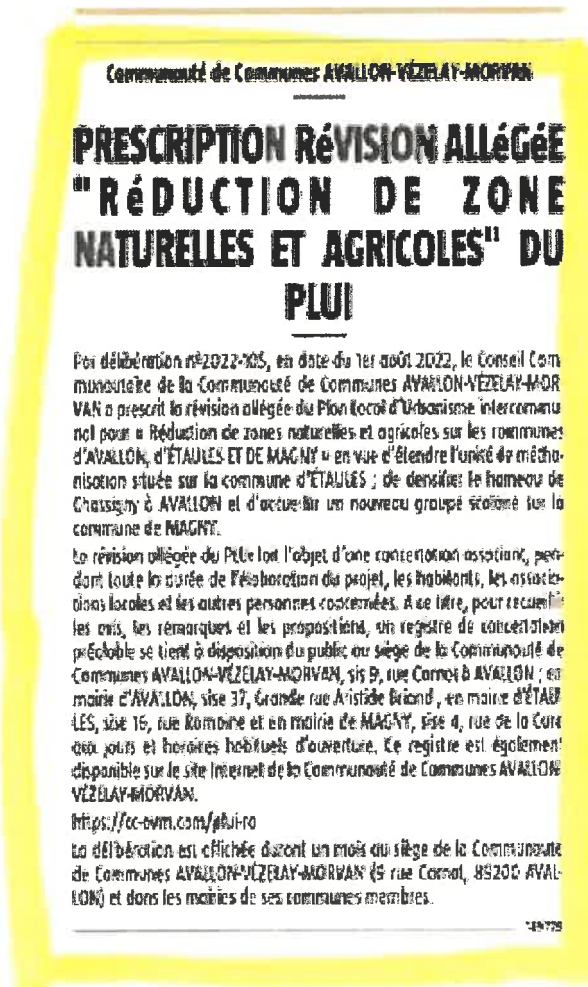 Communauté de Communes AVALLON-VÉZELAY-MORVAN
PRESCRIPTION RéVISION ALLéGéE
"RéDUCTION DE ZONE
NATURELLES ET AGRICOLES" DU
PLUI
Par délibération n°2022-105, en date du 1er août 2022, le Conseil Com
munautaire de la Communauté de Communes AVALLON-VÉZELAY-MOR
VAN a prescrit la révision allégée du Plan Local d'Urbanisme intercommu
nal pour « Réduction de zones naturelles et agricoles sur les communes
d'AVALLON, d'ÉTAULES ET DE MAGNY » en vue d'étendre l'unité de métha-
nisation située sur la commune d'ÉTAULES ; de densifier le hameau de
Chassigny à AVALLON et d'accueillir un nouveau groupe scolaire sur la
commune de MAGNY.
La révision allégée du PLUi fait l'objet d'une concertation associant, pen-
dant toute la durée de l'élaboration du projet, les habitants, les associa-
tions locales et les autres personnes concernées. A ce titre, pour recueillir
les avis, les remarques et les propositions, un registre de concertation
préalable se tient à disposition du public au siège de la Communauté de
Communes AVALLON-VÉZELAY-MORVAN, sis 9, rue Carnot à AVALLON ; en
mairie d'AVALLON, sise 37, Grande rue Aristide Briand , en mairie d'ÉTAU-
LES, sise 16, rue Romaine et en mairie de MAGNY, sise 4, rue de la Cure
aux jours et horaires habituels d'ouverture. Ce registre est également
disponible sur le site Internet de la Communauté de Communes AVALLON-
VÉZELAY-MORVAN.
https://cc-avm.com/plui-ra
La délibération est affichée durant un mois au siège de la Communauté
de Communes AVALLON-VÉZELAY-MORVAN (9 rue Carnot, 89200 AVAL-
LON) et dans les mairies de ses communes membres.